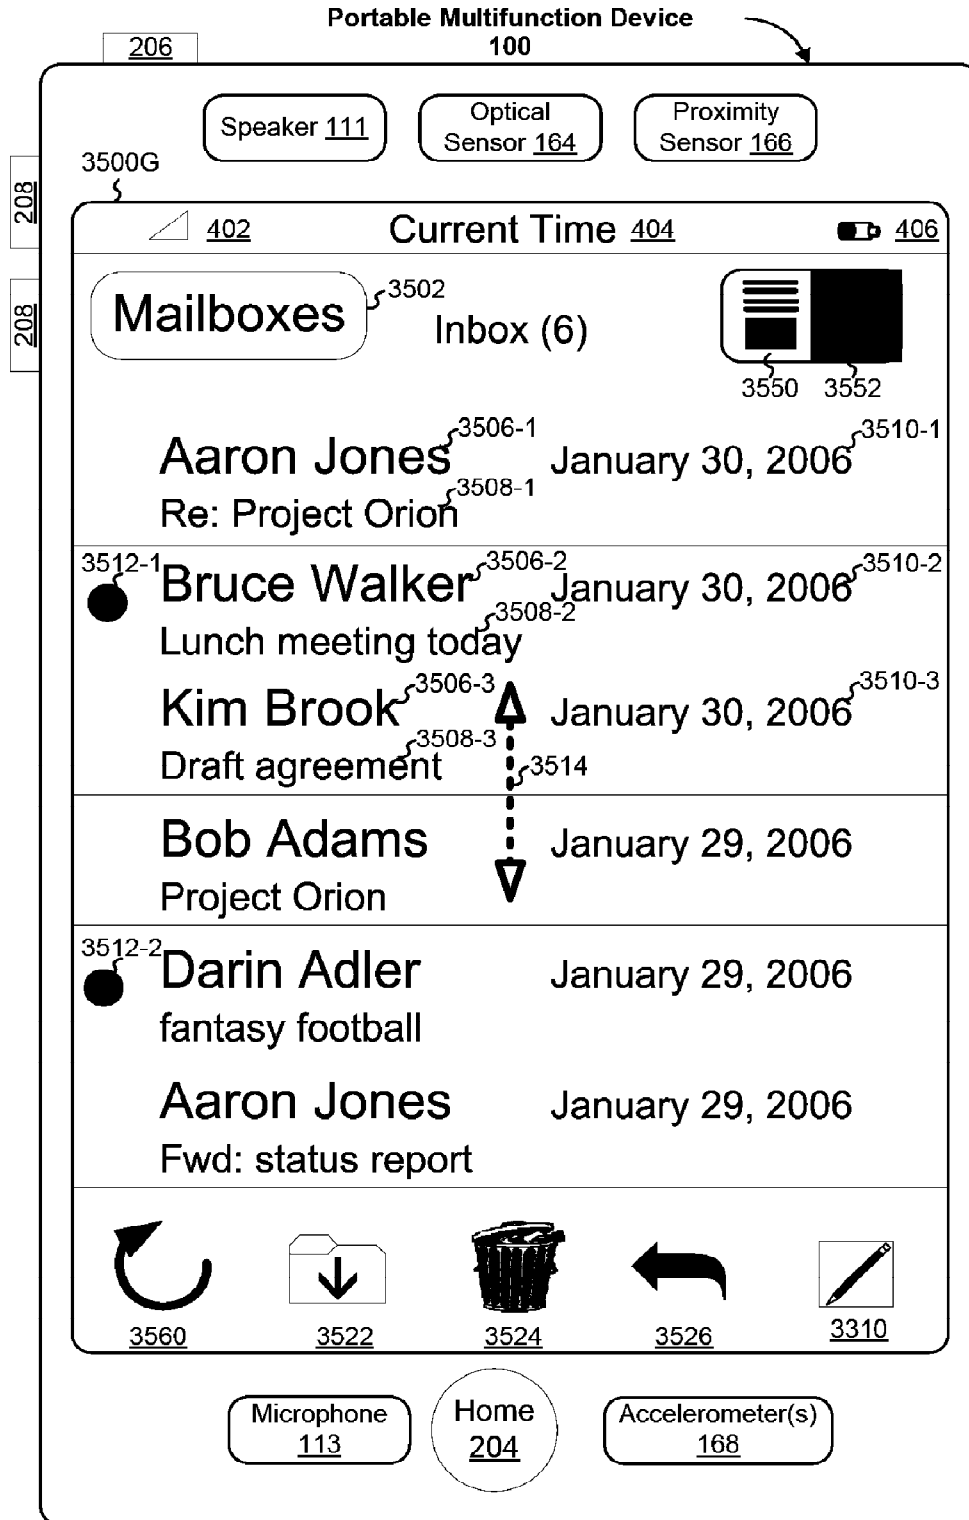 Portable Multifunction Device
100
206
Speaker 111
Optical
Sensor 164
Proximity
Sensor 166
3500G
208
208
402
Current Time 404
406
Mailboxes
3502
Inbox (6)
3550
3552
Aaron Jones
3506-1
January 30, 2006
3510-1
Re: Project Orion
3508-1
3512-1
Bruce Walker
3506-2
January 30, 2006
3510-2
Lunch meeting today
3508-2
Kim Brook
3506-3
January 30, 2006
3510-3
Draft agreement
3508-3
3514
Bob Adams
January 29, 2006
Project Orion
3512-2
Darin Adler
January 29, 2006
fantasy football
Aaron Jones
January 29, 2006
Fwd: status report
3560
3522
3524
3526
3310
Microphone
113
Home
204
Accelerometer(s)
168